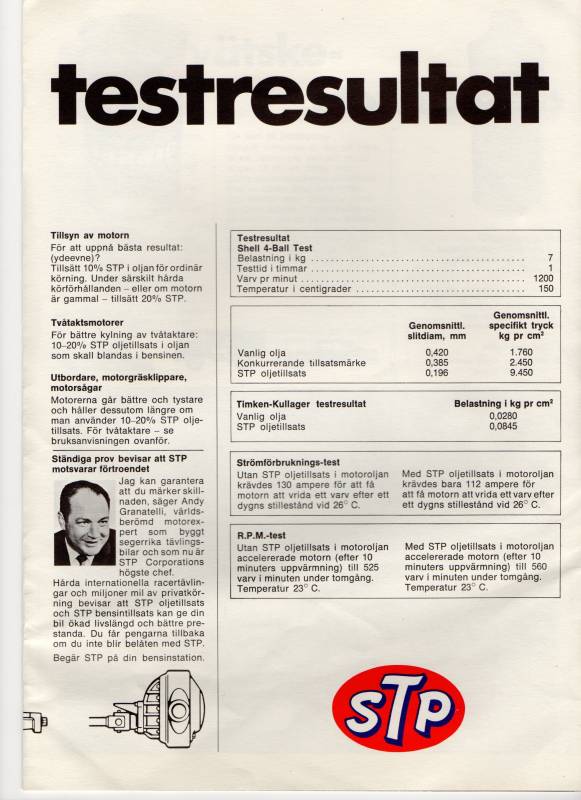 testresultat
Tillsyn av motorn
För att uppnå bästa resultat:
(ydeevne)?
Tillsätt 10% STP i oljan för ordinär
körning. Under särskilt hårda
körförhållanden – eller om motorn
är gammal – tillsätt 20% STP.
Tvåtaktsmotorer
För bättre kylning av tvåtaktare:
10–20% STP oljetillsats i oljan
som skall blandas i bensinen.
Utbordare, motorgräsklippare,
motorsågar
Motorerna går bättre och tystare
och håller dessutom längre om
man använder 10–20% STP olje-
tillsats. För tvåtaktare – se
bruksanvisningen ovanför.
Ständiga prov bevisar att STP
motsvarar förtroendet
Jag kan garantera
att du märker skill-
naden, säger Andy
Granatelli, världs-
berömd motorex-
pert som byggt
segerrika tävlings-
bilar och som nu är
STP Corporations
högste chef.
Hårda internationella racertävlin-
gar och miljoner mil av privatkör-
ning bevisar att STP oljetillsats
och STP bensintillsats kan ge din
bil ökad livslängd och bättre pre-
standa. Du får pengarna tillbaka
om du inte blir belåten med STP.
Begär STP på din bensinstation.
Testresultat
Shell 4-Ball Test
Belastning i kg ........ 7
Testtid i timmar ........ 1
Varv pr minut ........ 1200
Temperatur i centigrader ........ 150
Genomsnittl. slitdiam, mm
Genomsnittl. specifikt tryck kg pr cm²
Vanlig olja 0,420 1.760
Konkurrerande tillsatsmärke 0,385 2.450
STP oljetillsats 0,196 9.450
Timken-Kullager testresultat Belastning i kg pr cm²
Vanlig olja 0,0280
STP oljetillsats 0,0845
Strömförbruknings-test
Utan STP oljetillsats i motoroljan
krävdes 130 ampere för att få
motorn att vrida ett varv efter ett
dygns stillestånd vid 26° C.
Med STP oljetillsats i motoroljan
krävdes bara 112 ampere för
att få motorn att vrida ett varv efter
ett dygns stillestånd vid 26° C.
R.P.M.-test
Utan STP oljetillsats i motoroljan
accelererade motorn (efter 10
minuters uppvärmning) till 525
varv i minuten under tomgång.
Temperatur 23° C.
Med STP oljetillsats i motoroljan
accelererade motorn (efter 10
minuters uppvärmning) till 560
varv i minuten under tomgång.
Temperatur 23° C.
STP